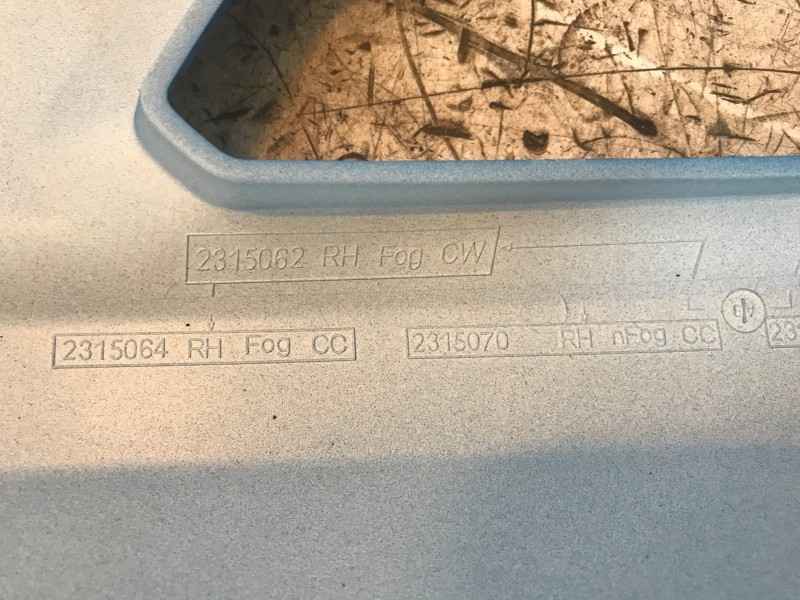 2315062 RH Fog CW
2315064 RH Fog CC
2315070 RH nFog CC